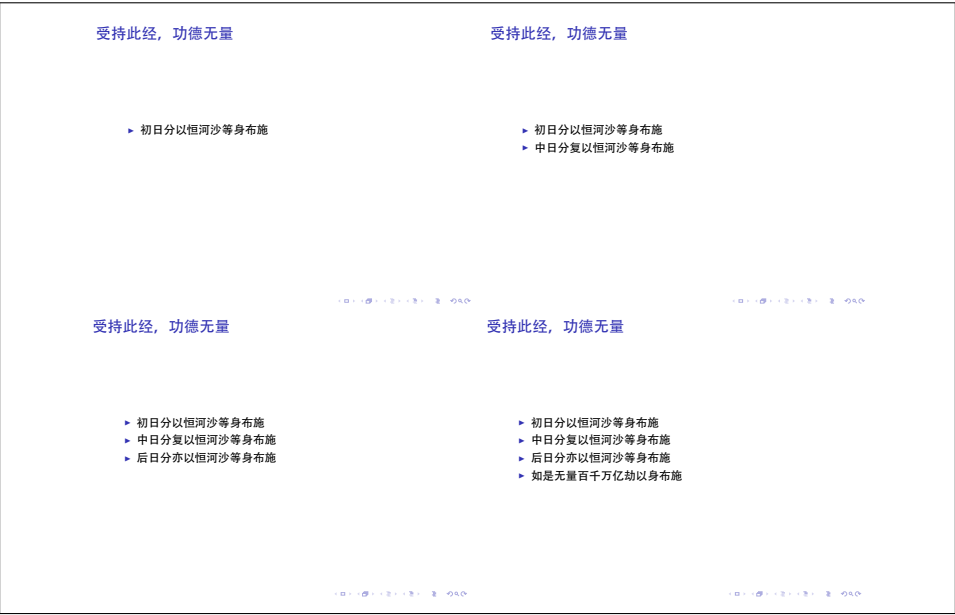 受持此经，功德无量
初日分以恒河沙等身布施
受持此经，功德无量
初日分以恒河沙等身布施
中日分复以恒河沙等身布施
受持此经，功德无量
初日分以恒河沙等身布施
中日分复以恒河沙等身布施
后日分亦以恒河沙等身布施
受持此经，功德无量
初日分以恒河沙等身布施
中日分复以恒河沙等身布施
后日分亦以恒河沙等身布施
如是无量百千万亿劫以身布施